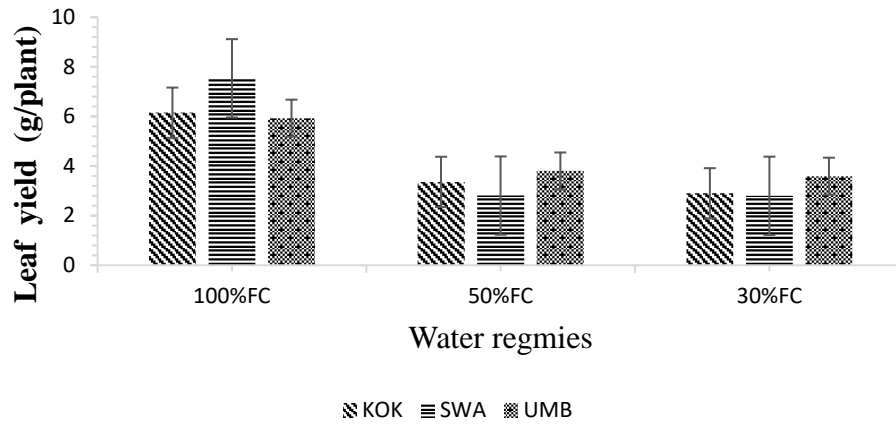 Leaf yield (g/plant)
10
8
6
4
2
0
100%FC 50%FC 30%FC
Water regmies
KOK SWA UMB